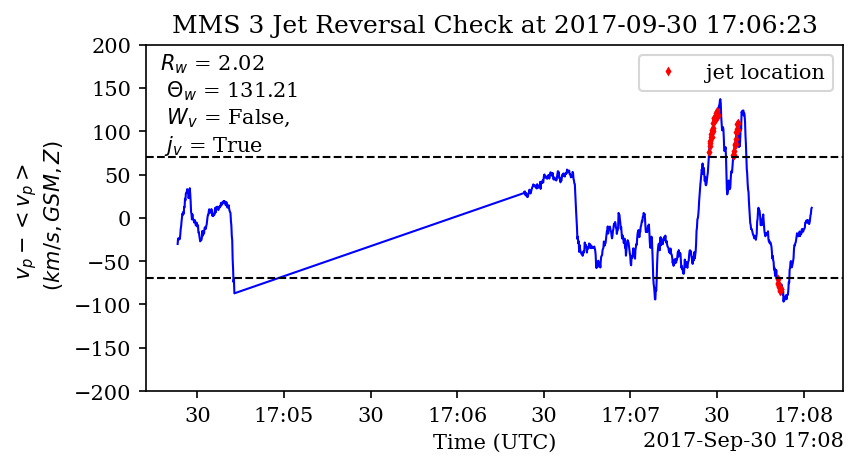 MMS 3 Jet Reversal Check at 2017-09-30 17:06:23
R_w = 2.02
Θ_w = 131.21
W_v = False,
j_v = True
jet location
v_p − < v_p >
(km/s, GSM, Z)
200
150
100
50
0
−50
−100
−150
−200
30 17:05 30 17:06 30 17:07 30 17:08
Time (UTC)
2017-Sep-30 17:08